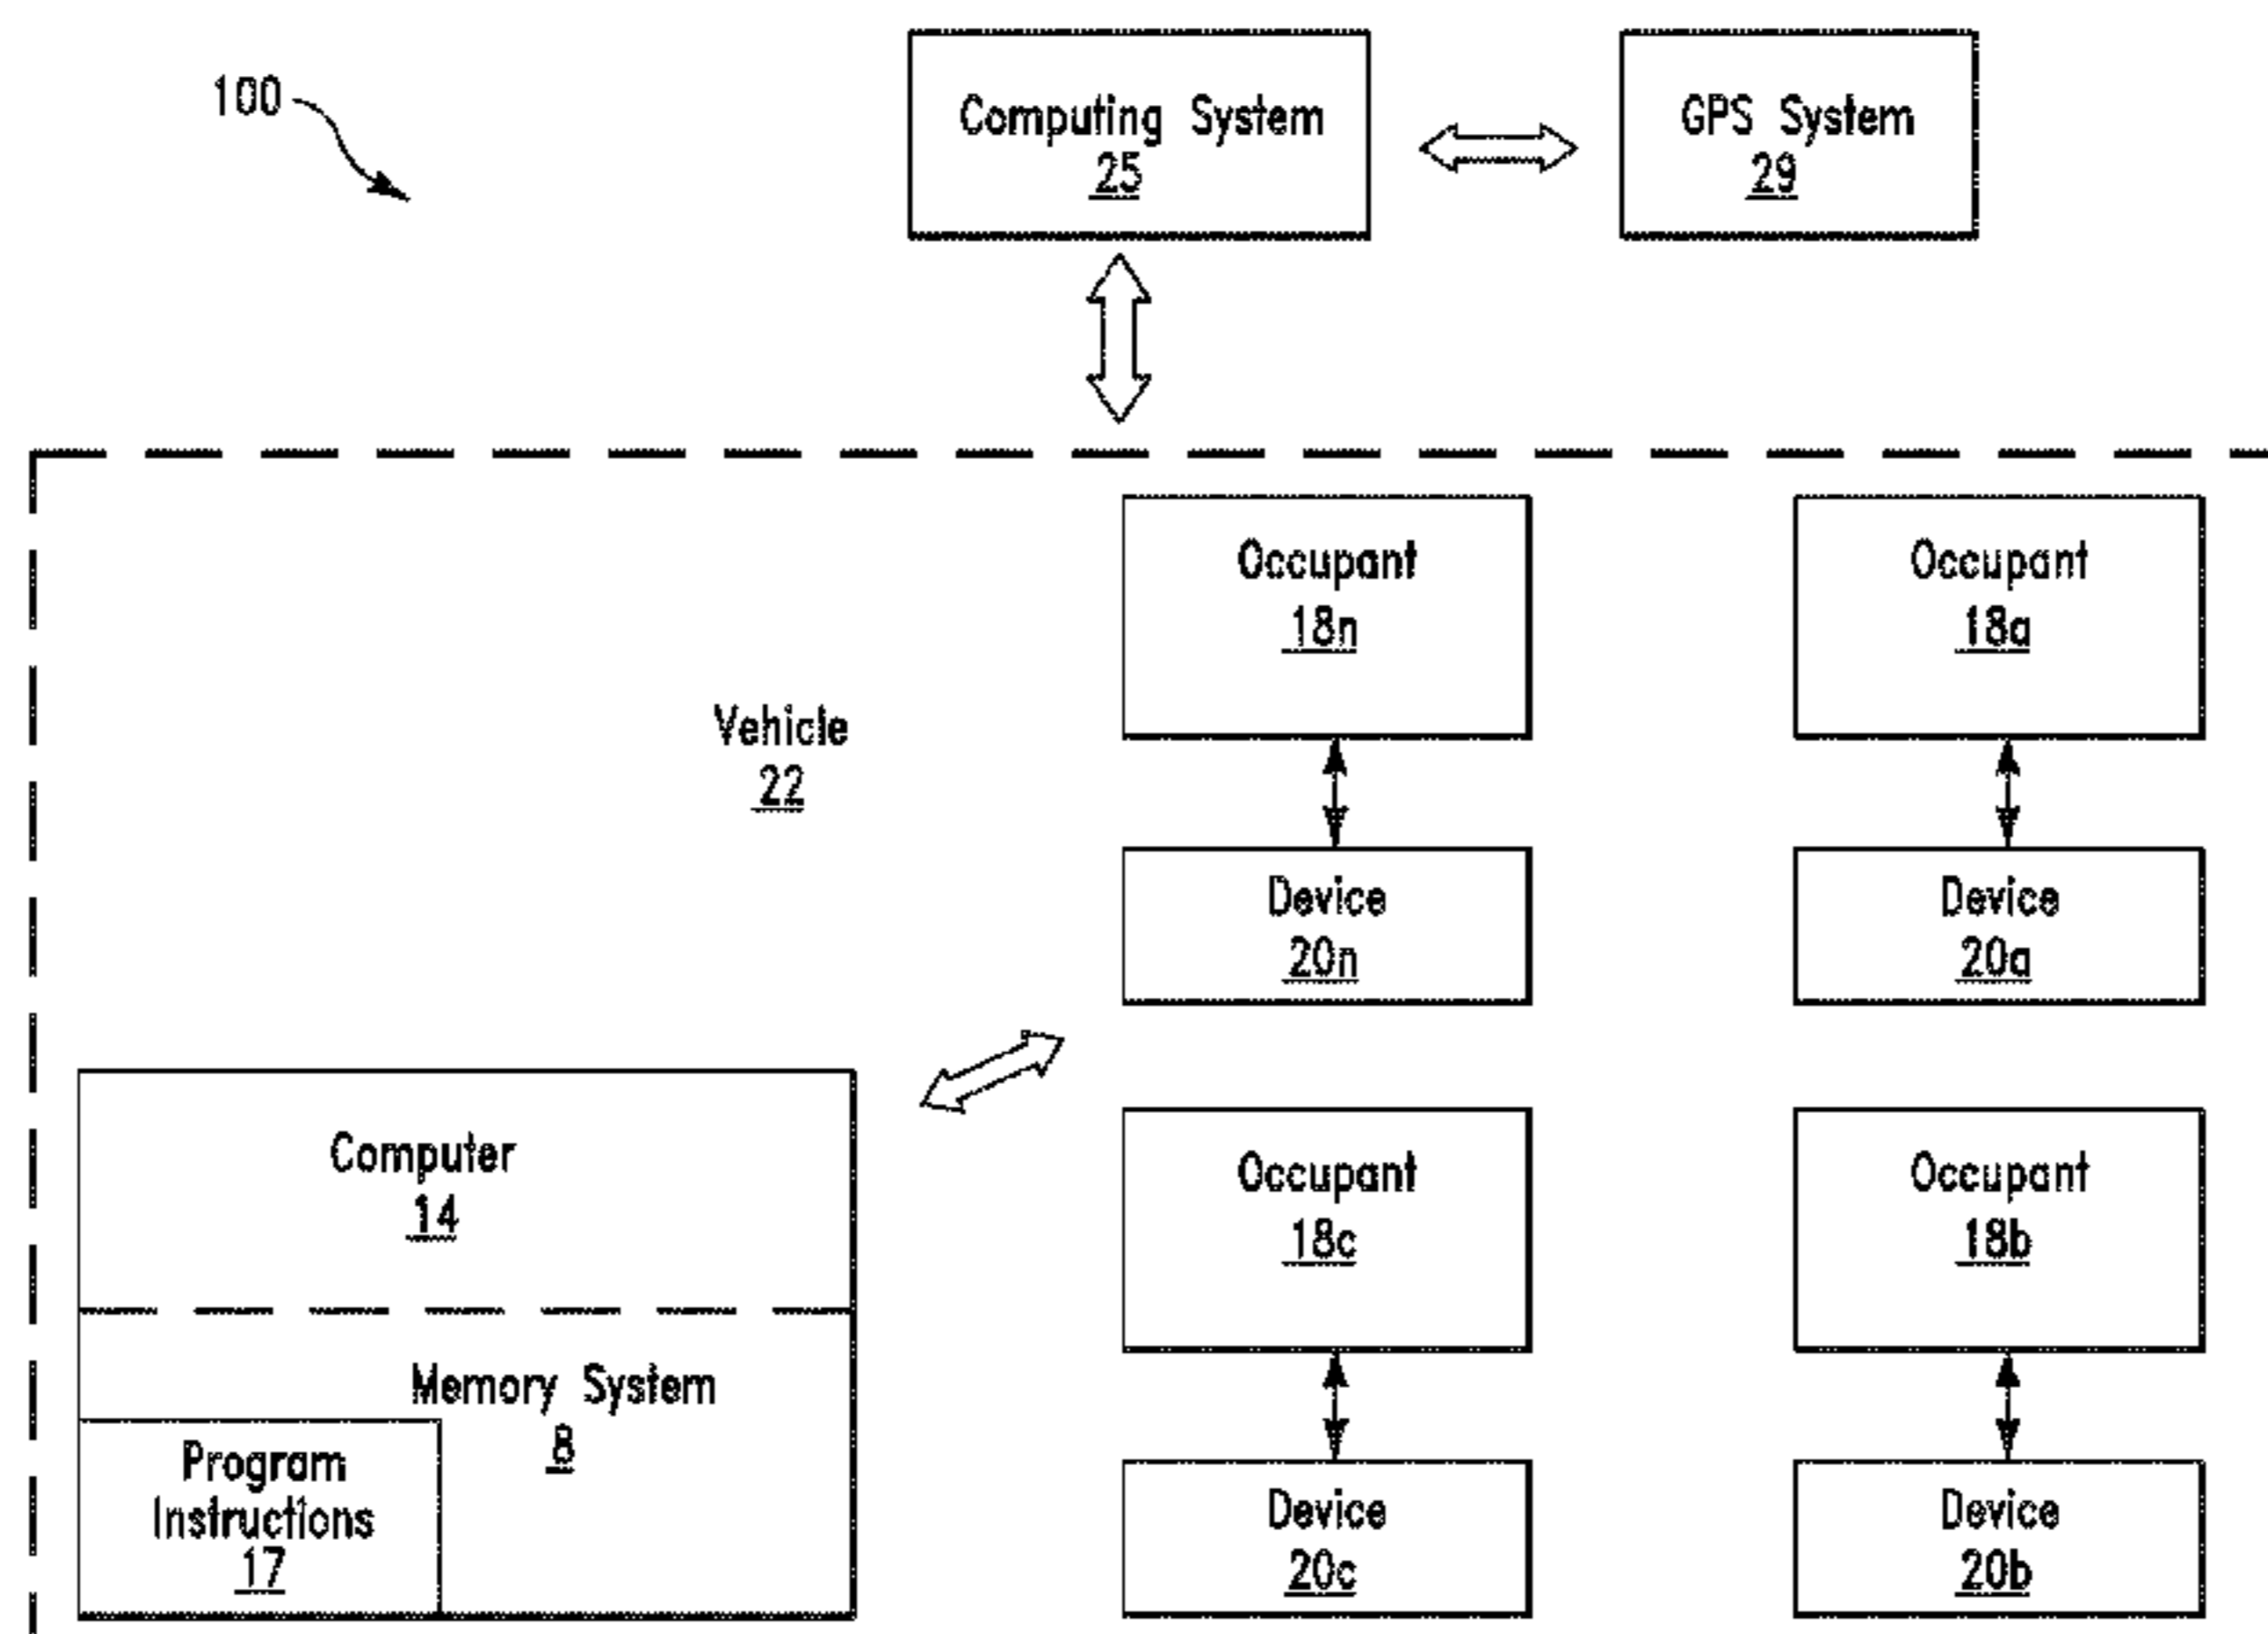 100
Computing System
25
GPS System
29
Occupant
18n
Occupant
18a
Vehicle
22
Device
20n
Device
20a
Computer
14
Occupant
18c
Occupant
18b
Memory System
8
Program
Instructions
17
Device
20c
Device
20b